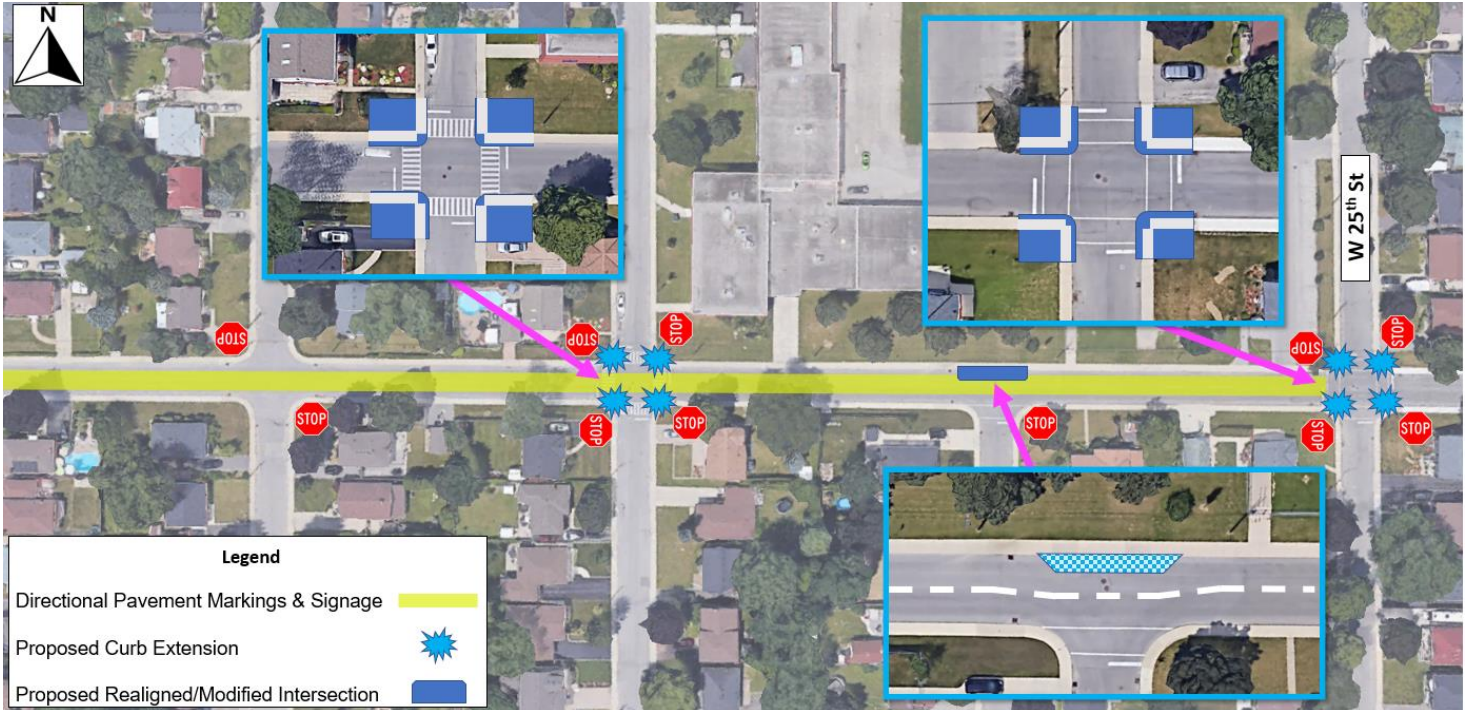 N
W 25th St
STOP
STOP
STOP
STOP
STOP
STOP
STOP
STOP
STOP
STOP
STOP
Legend
Directional Pavement Markings & Signage
Proposed Curb Extension
Proposed Realigned/Modified Intersection